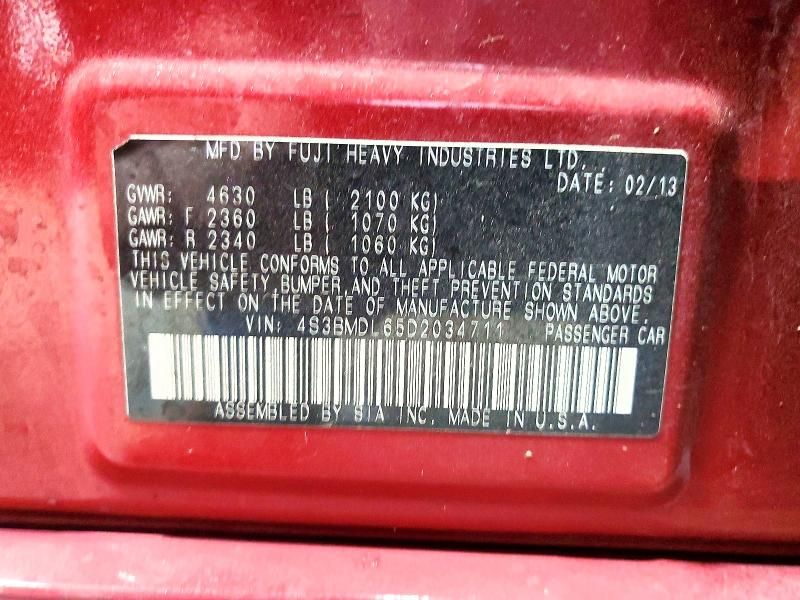 MFD BY FUJI HEAVY INDUSTRIES LTD.
DATE: 02/13
GVWR: 4630 LB ( 2100 KG)
GAWR: F 2360 LB ( 1070 KG)
GAWR: R 2340 LB ( 1060 KG)
THIS VEHICLE CONFORMS TO ALL APPLICABLE FEDERAL MOTOR
VEHICLE SAFETY, BUMPER, AND THEFT PREVENTION STANDARDS
IN EFFECT ON THE DATE OF MANUFACTURE SHOWN ABOVE.
VIN: 4S3BMDL65D2034711 PASSENGER CAR
ASSEMBLED BY SIA INC. MADE IN U.S.A.